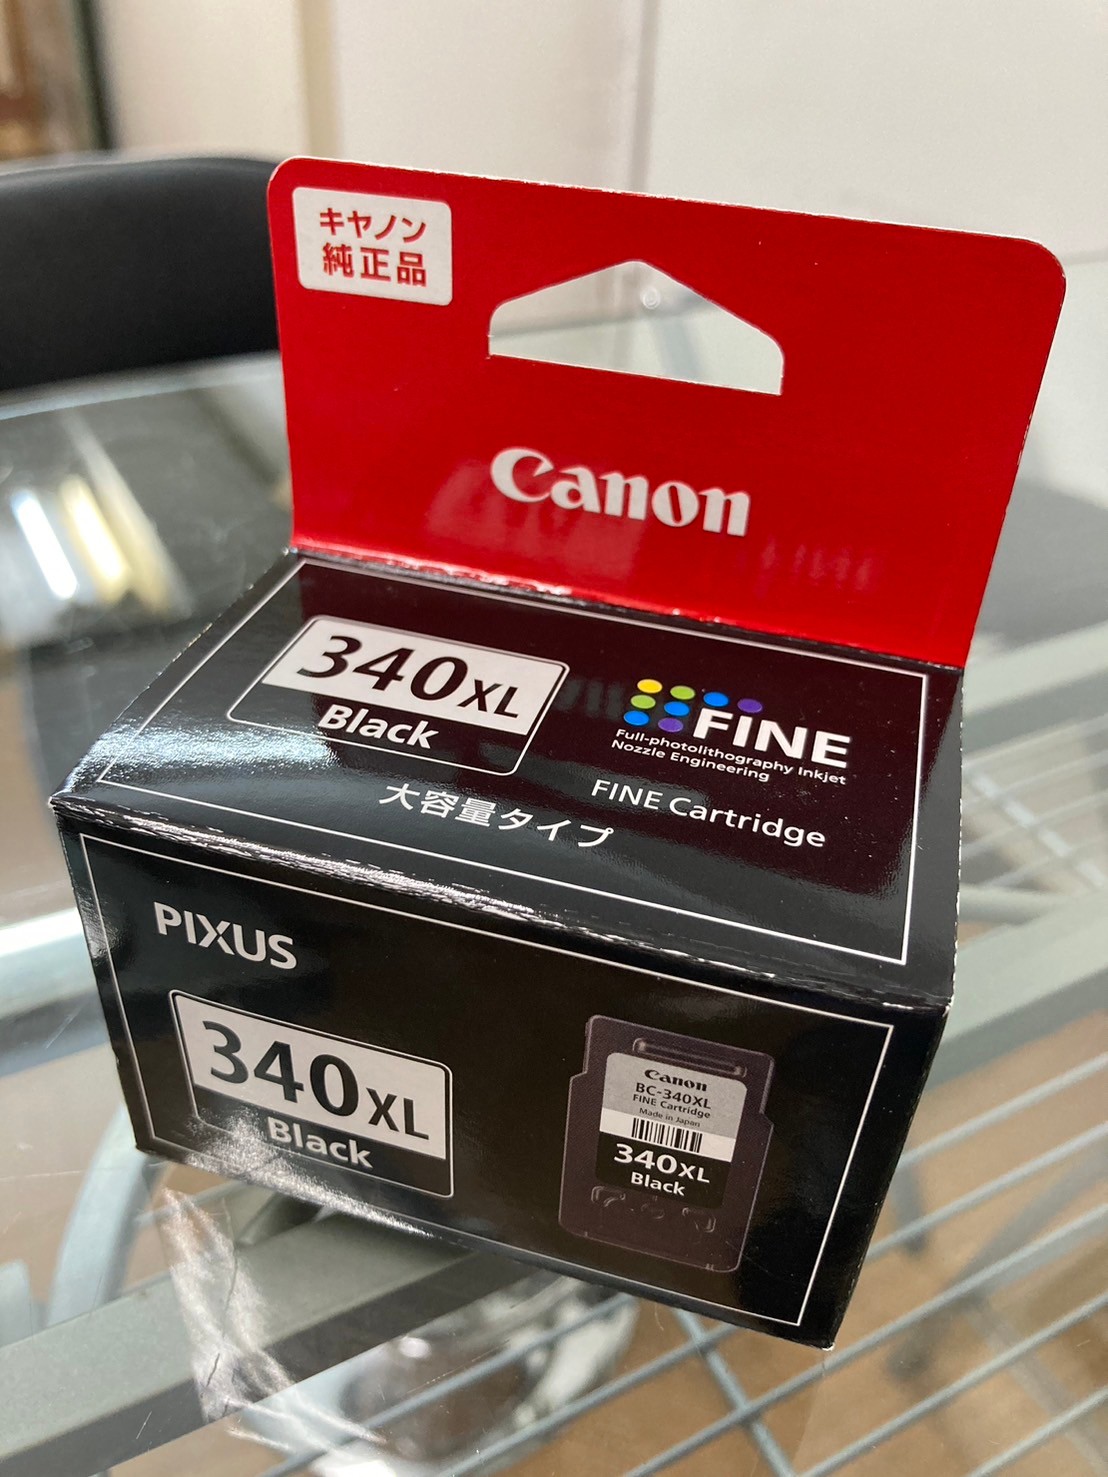 キヤノン
純正品
Canon
340XL
Black
FINE
Full-photolithography Inkjet
Nozzle Engineering
FINE Cartridge
大容量タイプ
PIXUS
340XL
Black
Canon
BC-340XL
FINE Cartridge
Made in Japan
340XL
Black